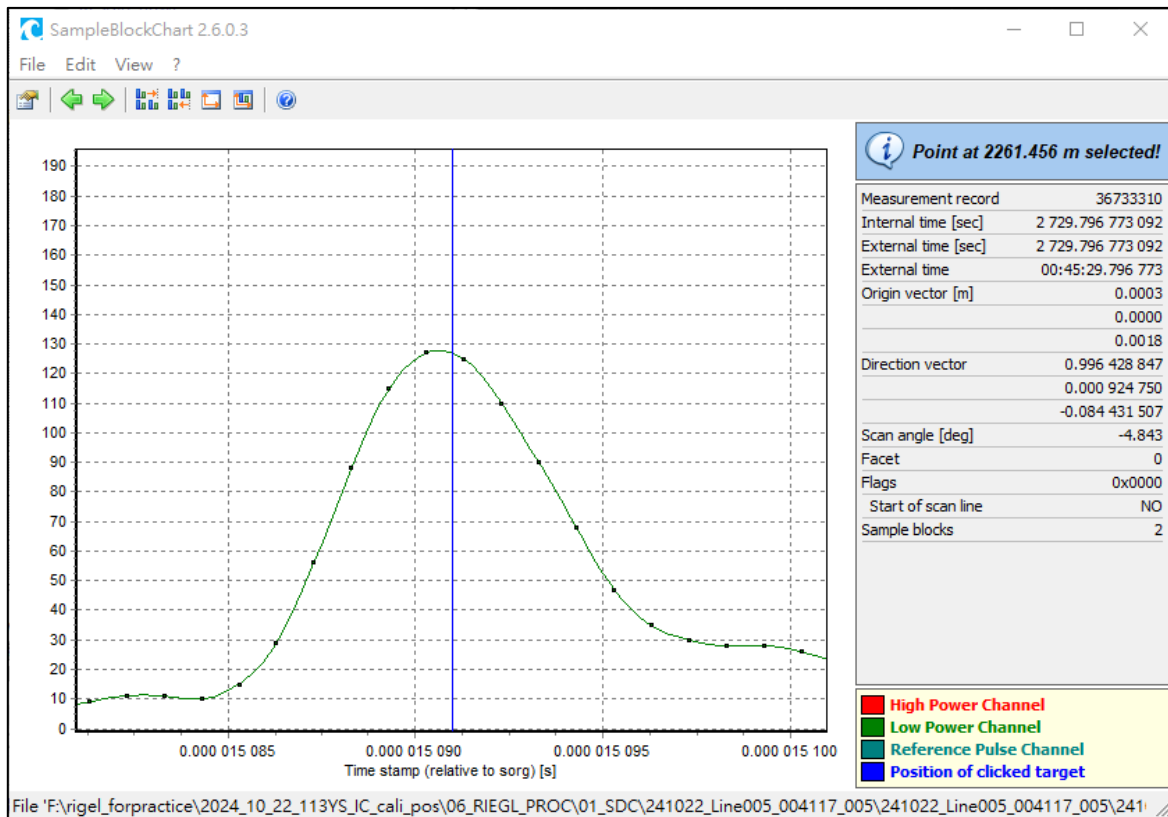 SampleBlockChart 2.6.0.3
File Edit View ?
Point at 2261.456 m selected!
190
180
170
160
150
140
130
120
110
100
90
80
70
60
50
40
30
20
10
0
0.000 015 085 0.000 015 090 0.000 015 095 0.000 015 100
Time stamp (relative to sorg) [s]
Measurement record 36733310
Internal time [sec] 2 729.796 773 092
External time [sec] 2 729.796 773 092
External time 00:45:29.796 773
Origin vector [m] 0.0003
0.0000
0.0018
Direction vector 0.996 428 847
0.000 924 750
-0.084 431 507
Scan angle [deg] -4.843
Facet 0
Flags 0x0000
Start of scan line NO
Sample blocks 2
High Power Channel
Low Power Channel
Reference Pulse Channel
Position of clicked target
File 'F:\rigel_forpractice\2024_10_22_113YS_IC_cali_pos\06_RIEGL_PROC\01_SDC\241022_Line005_004117_005\241022_Line005_004117_005\241